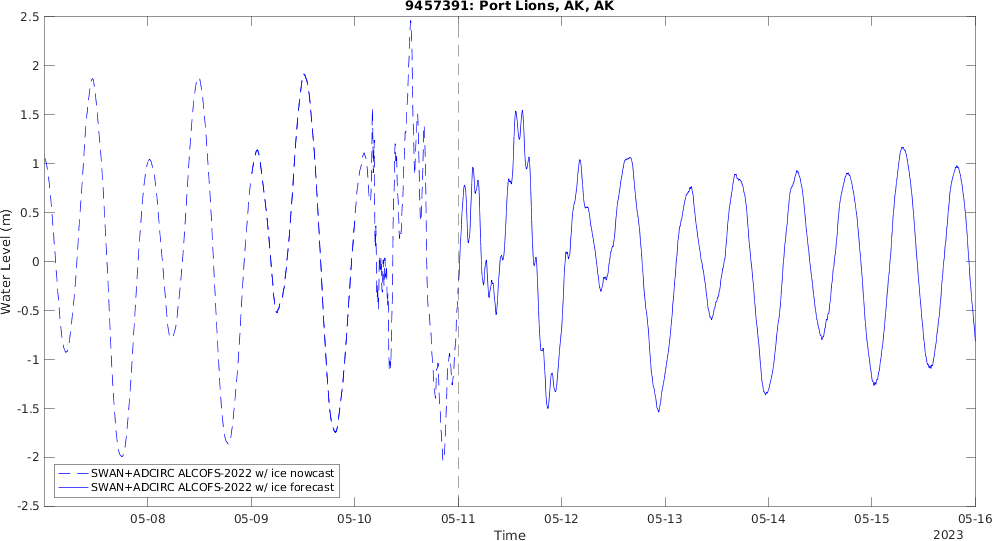 9457391: Port Lions, AK, AK
2.5
2
1.5
1
0.5
0
-0.5
-1
-1.5
-2
-2.5
Water Level (m)
SWAN+ADCIRC ALCOFS-2022 w/ ice nowcast
SWAN+ADCIRC ALCOFS-2022 w/ ice forecast
05-08 05-09 05-10 05-11 05-12 05-13 05-14 05-15 05-16
Time
2023